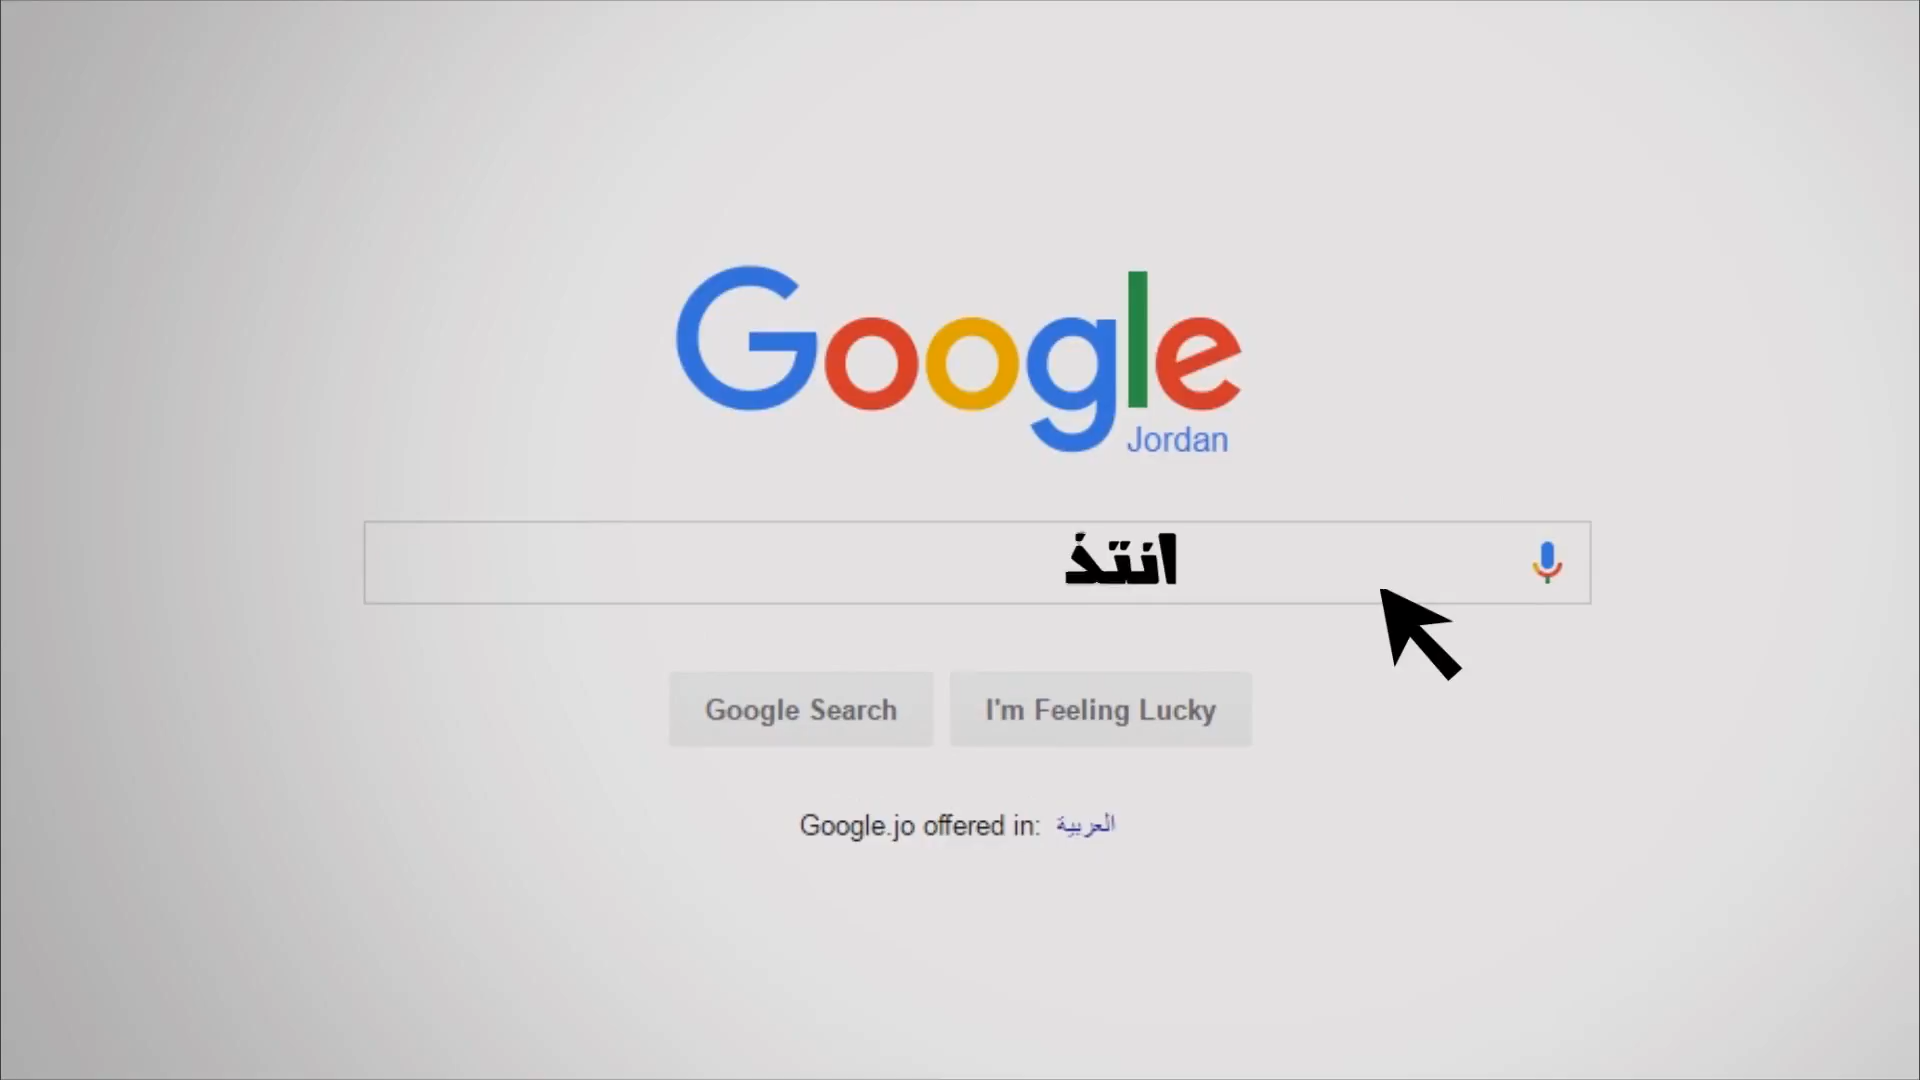 Google
Jordan
انتذ
Google Search
I'm Feeling Lucky
Google.jo offered in: العربية